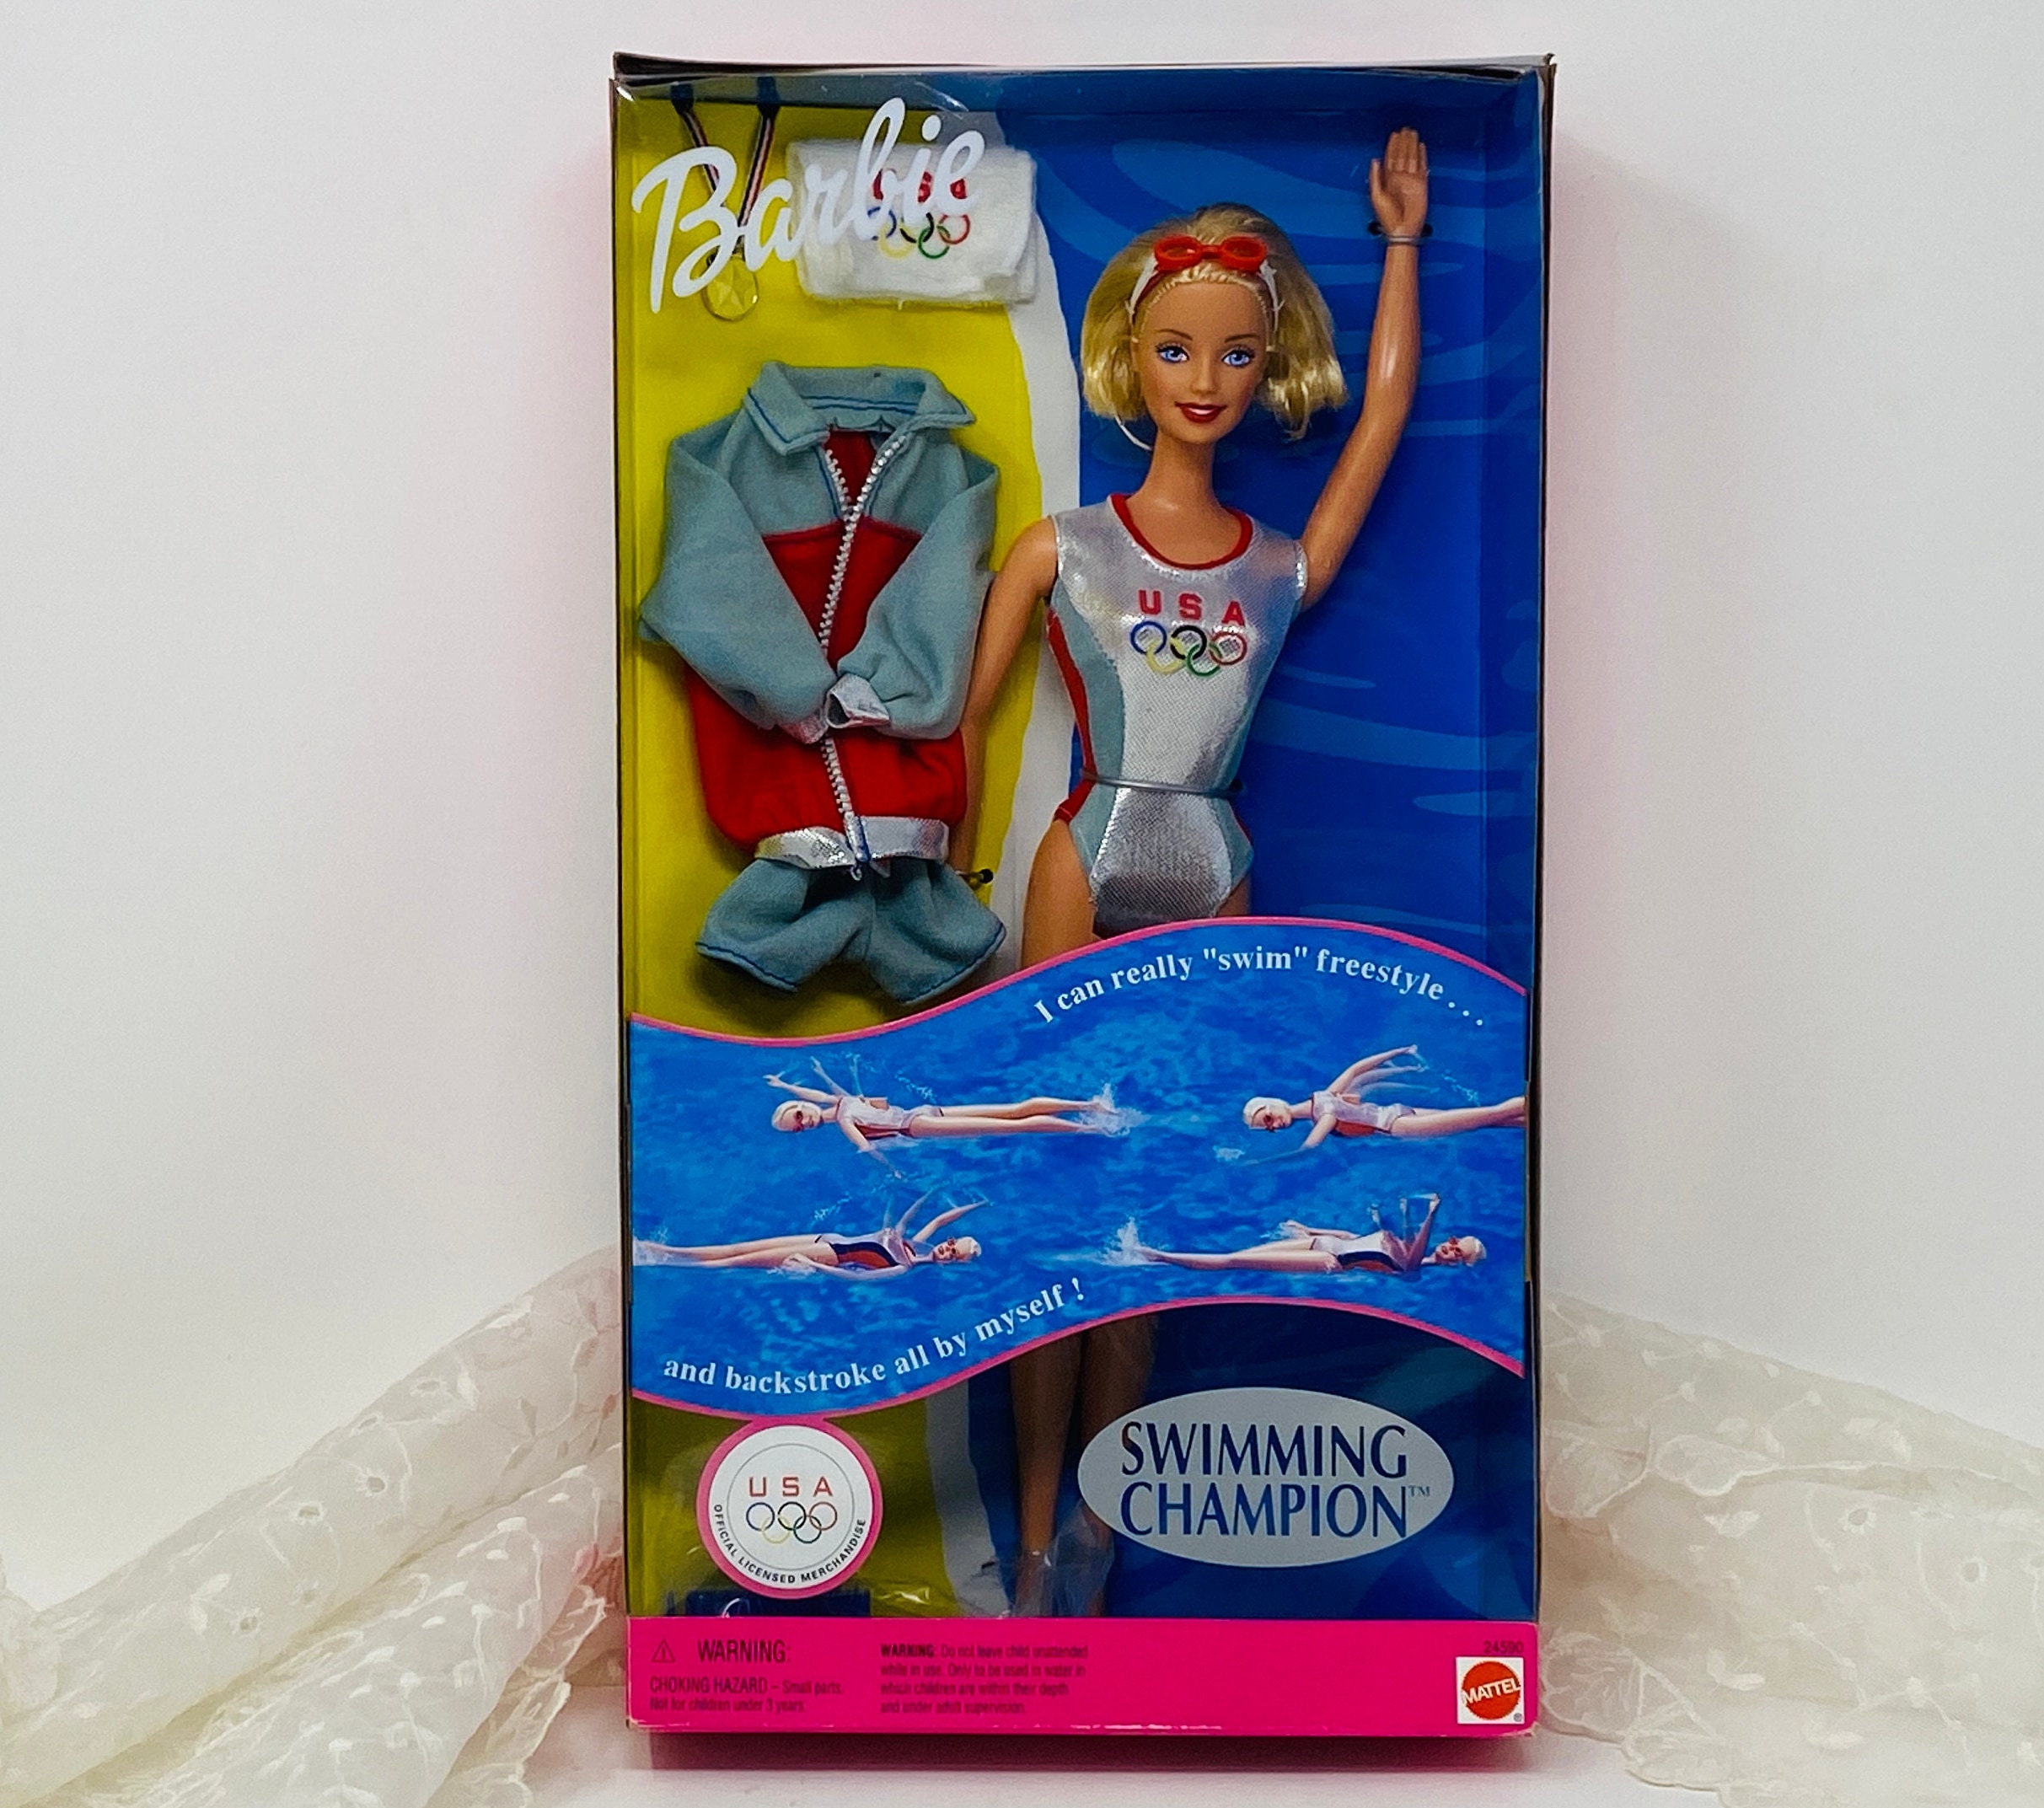 Barbie
USA
USA
I can really "swim" freestyle...
and backstroke all by myself!
USA
OFFICIAL LICENSED MERCHANDISE
SWIMMING
CHAMPION™
WARNING:
CHOKING HAZARD – Small parts.
Not for children under 3 years.
WARNING: Do not leave child unattended
while in use. Only to be used in water in
which children are within their depth
and under adult supervision.
24590
MATTEL
®